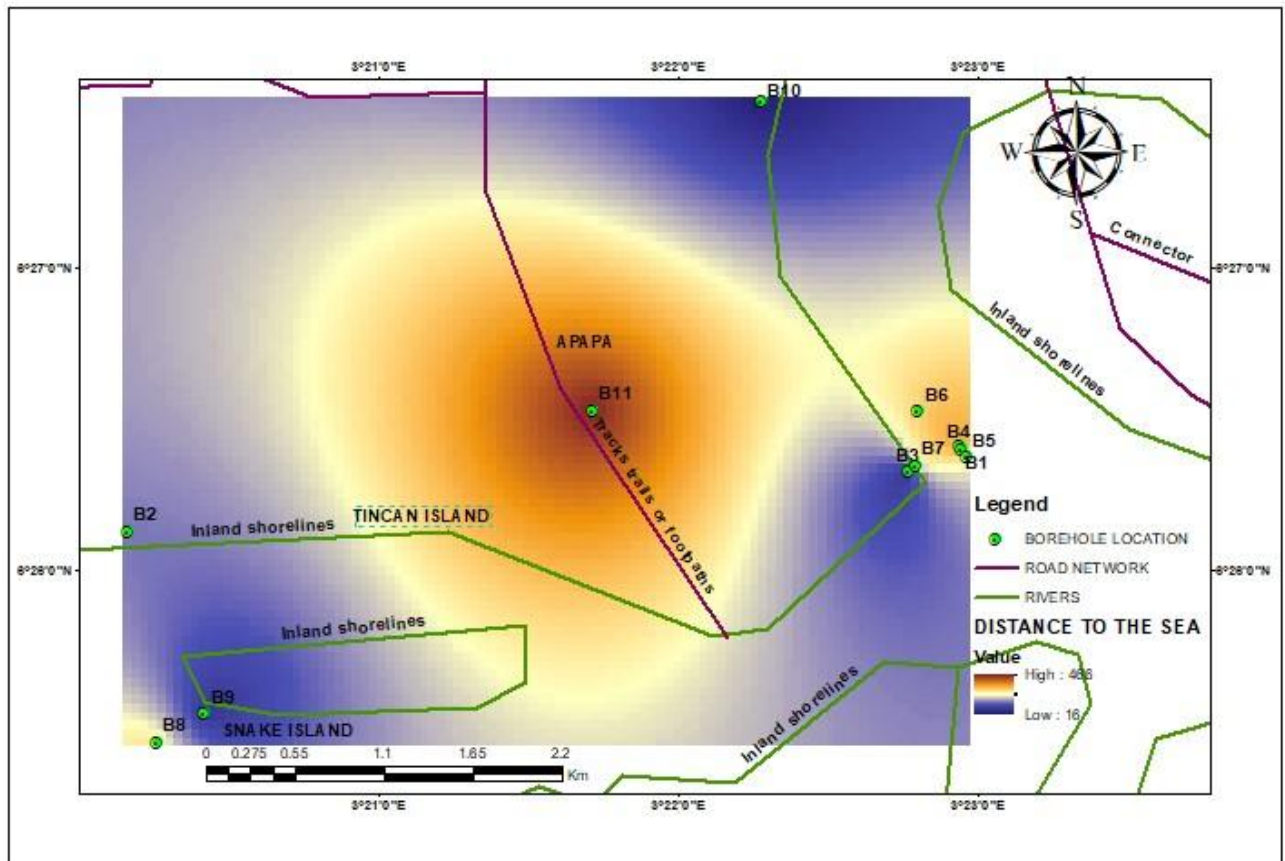 3°21'0"E
3°22'0"E
3°23'0"E
B10
N
W
E
S
Connector
6°27'0"N
6°27'0"N
Inland shorelines
APAPA
B11
B6
Tracks trails or footpaths
B4
B5
B3
B7
B1
B2
Inland shorelines
TINCAN ISLAND
Legend
BOREHOLE LOCATION
ROAD NETWORK
RIVERS
6°26'0"N
6°26'0"N
DISTANCE TO THE SEA
Value
High : 466
Low : 16
Inland shorelines
Inland shorelines
B9
B8
SNAKE ISLAND
0 0.275 0.55 1.1 1.65 2.2
Km
3°21'0"E
3°22'0"E
3°23'0"E